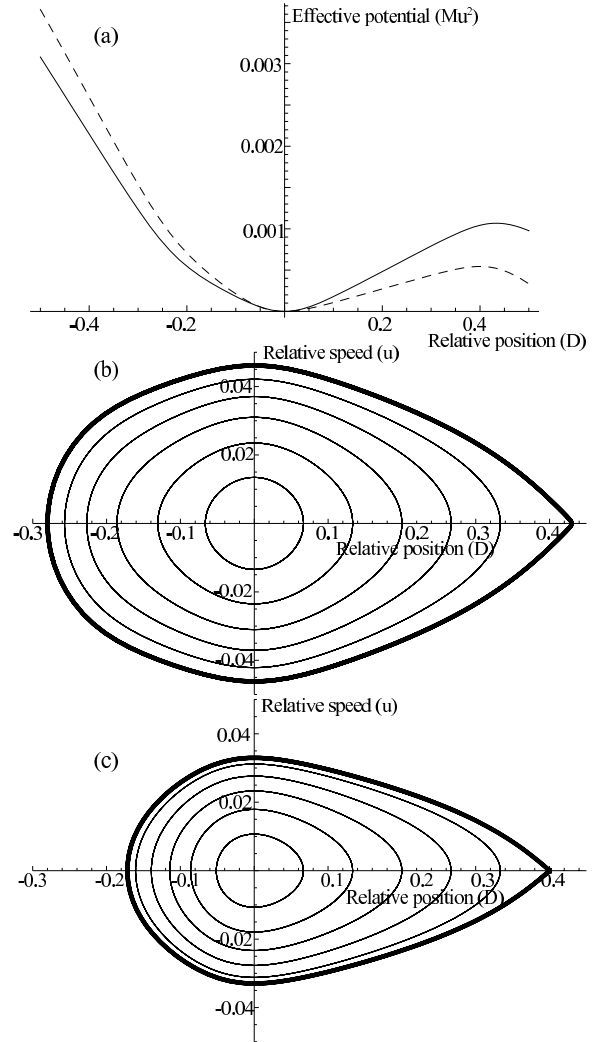 (a)
Effective potential (Mu²)
0.003
0.002
0.001
-0.4 -0.2 0.2 0.4
Relative position (D)
(b)
Relative speed (u)
0.04
0.02
-0.3 -0.2 -0.1 0.1 0.2 0.3 0.4
Relative position (D)
-0.02
-0.04
Relative speed (u)
0.04
(c)
0.02
-0.3 -0.2 -0.1 0.1 0.2 0.3 0.4
Relative position (D)
-0.02
-0.04